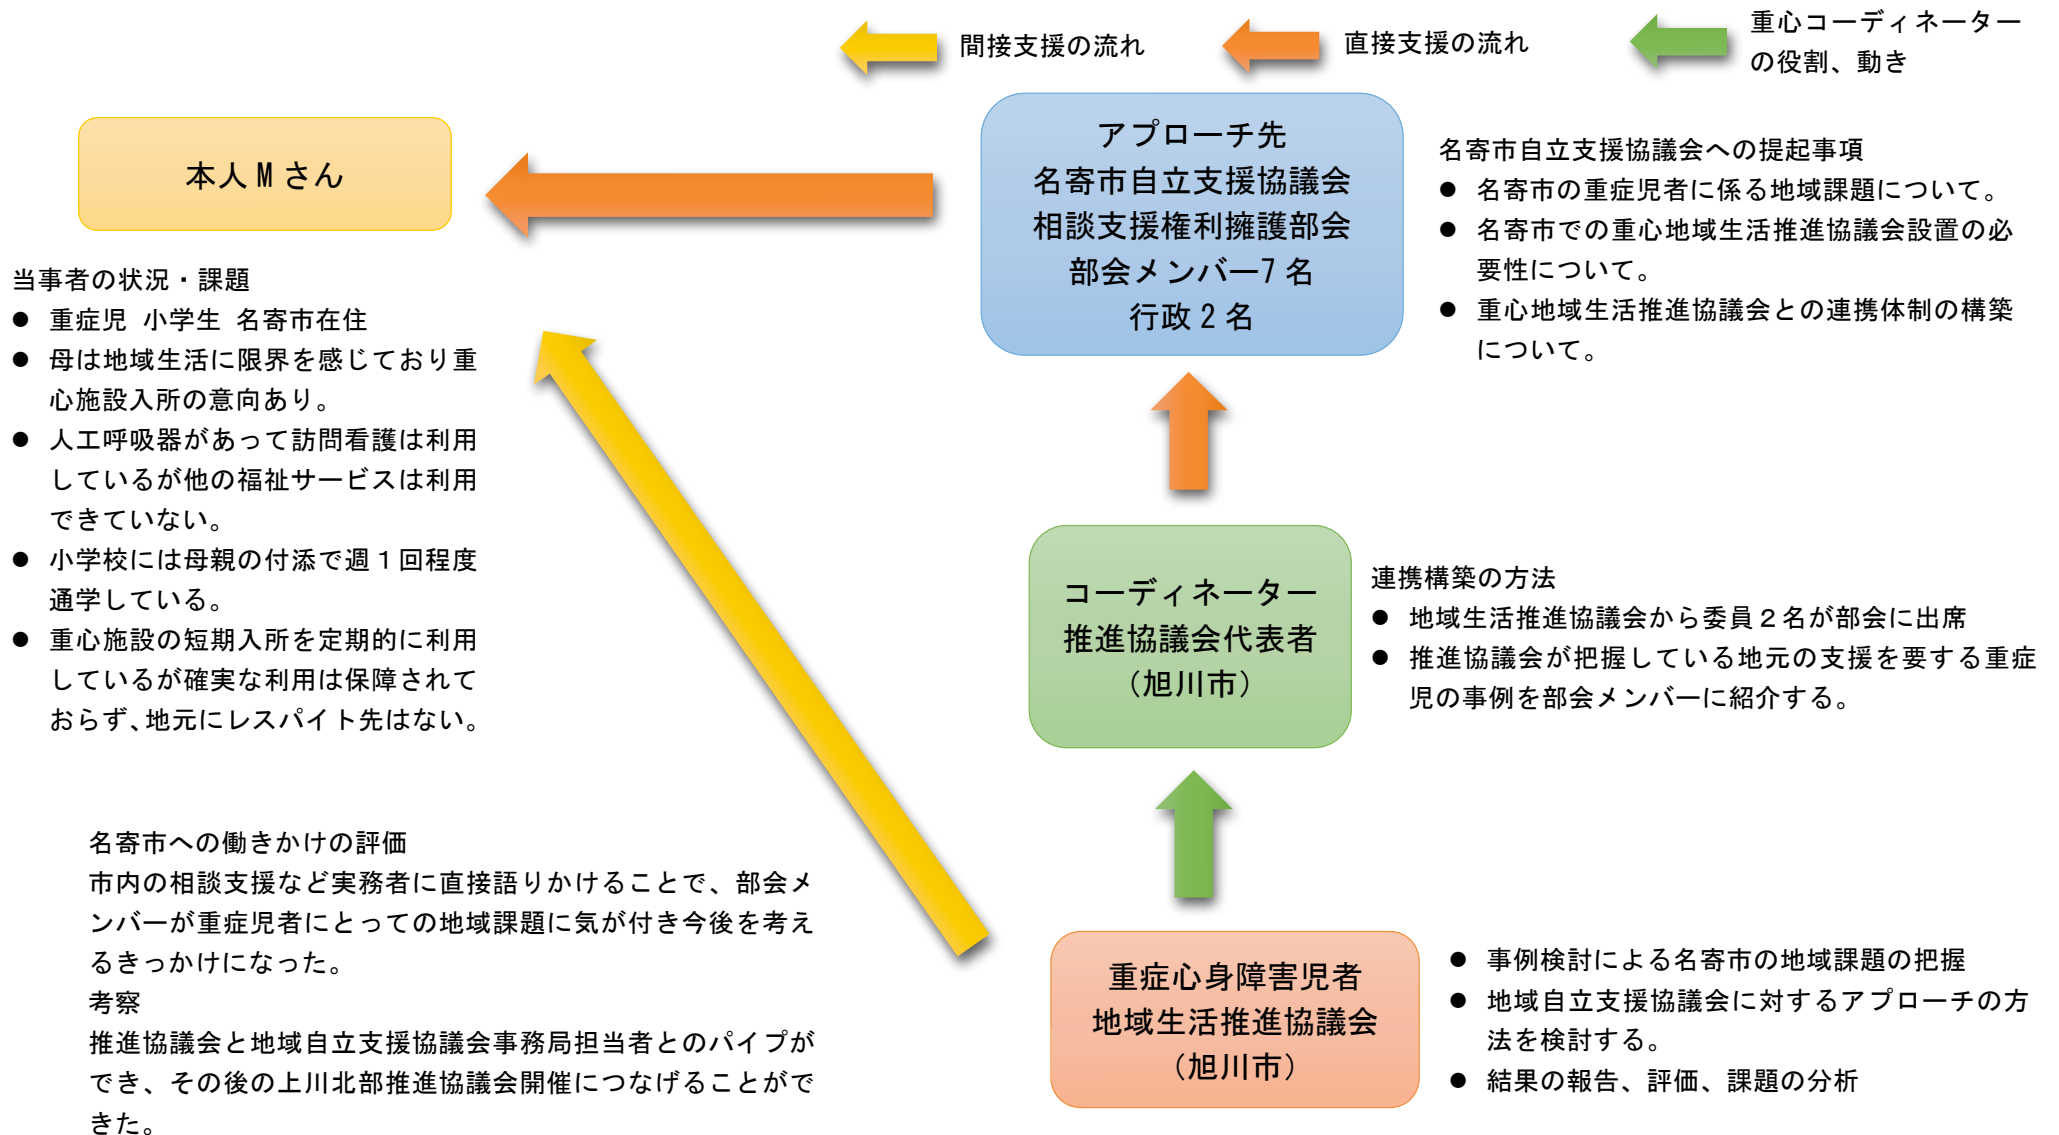 間接支援の流れ
直接支援の流れ
重心コーディネーター
の役割、動き
本人Mさん
当事者の状況・課題
● 重症児 小学生 名寄市在住
● 母は地域生活に限界を感じており重
心施設入所の意向あり。
● 人工呼吸器があって訪問看護は利用
しているが他の福祉サービスは利用
できていない。
● 小学校には母親の付添で週1回程度
通学している。
● 重心施設の短期入所を定期的に利用
しているが確実な利用は保障されて
おらず、地元にレスパイト先はない。
アプローチ先
名寄市自立支援協議会
相談支援権利擁護部会
部会メンバー7名
行政2名
名寄市自立支援協議会への提起事項
● 名寄市の重症児者に係る地域課題について。
● 名寄市での重心地域生活推進協議会設置の必
要性について。
● 重心地域生活推進協議会との連携体制の構築
について。
コーディネーター
推進協議会代表者
（旭川市）
連携構築の方法
● 地域生活推進協議会から委員2名が部会に出席
● 推進協議会が把握している地元の支援を要する重症
児の事例を部会メンバーに紹介する。
名寄市への働きかけの評価
市内の相談支援など実務者に直接語りかけることで、部会メ
ンバーが重症児者にとっての地域課題に気が付き今後を考え
るきっかけになった。
考察
推進協議会と地域自立支援協議会事務局担当者とのパイプが
でき、その後の上川北部推進協議会開催につなげることがで
きた。
重症心身障害児者
地域生活推進協議会
（旭川市）
● 事例検討による名寄市の地域課題の把握
● 地域自立支援協議会に対するアプローチの方
法を検討する。
● 結果の報告、評価、課題の分析